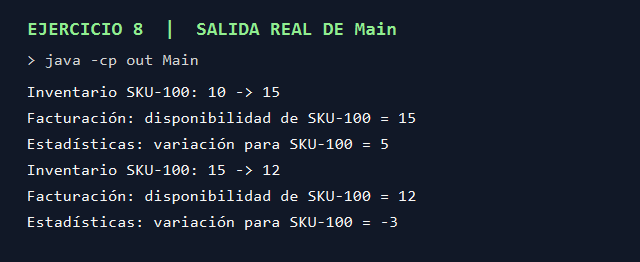 EJERCICIO 8 | SALIDA REAL DE Main
> java -cp out Main
Inventario SKU-100: 10 -> 15
Facturación: disponibilidad de SKU-100 = 15
Estadísticas: variación para SKU-100 = 5
Inventario SKU-100: 15 -> 12
Facturación: disponibilidad de SKU-100 = 12
Estadísticas: variación para SKU-100 = -3